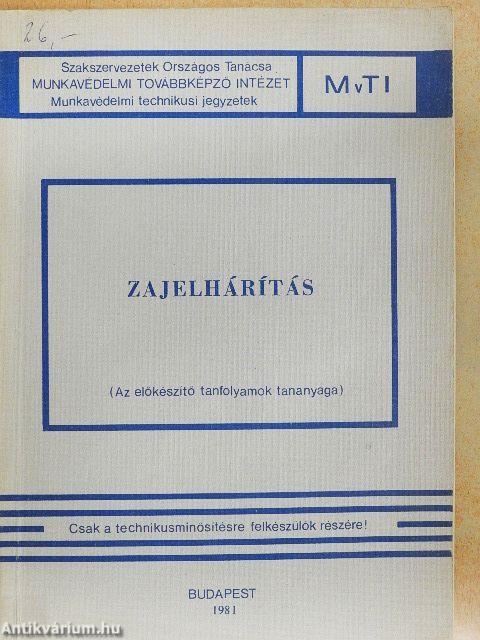 26,-
Szakszervezetek Országos Tanácsa
MUNKAVÉDELMI TOVÁBBKÉPZŐ INTÉZET
Munkavédelmi technikusi jegyzetek
MvTI
ZAJELHÁRÍTÁS
(Az előkészítő tanfolyamok tananyaga)
Csak a technikusminősítésre felkészülők részére!
BUDAPEST
1981
Antikvárium.hu